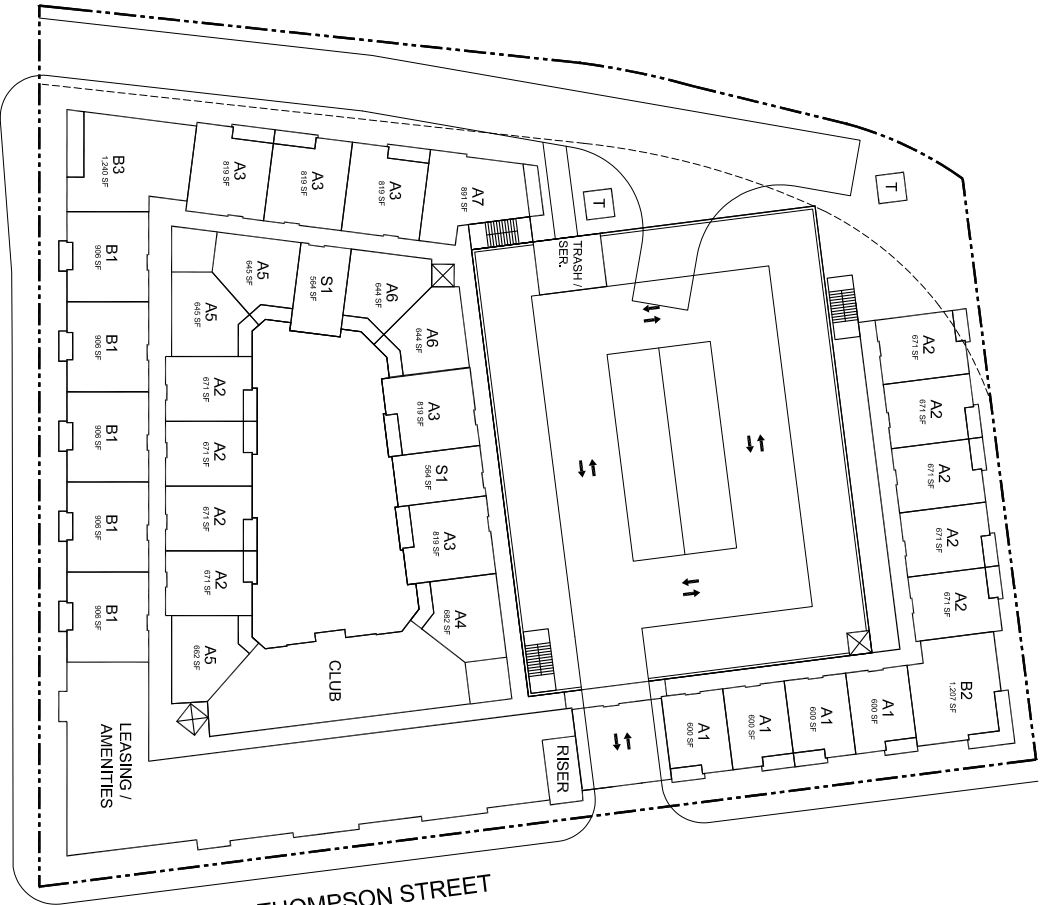 B3
1,240 SF
A3
819 SF
A3
819 SF
A3
819 SF
A7
891 SF
T
T
TRASH /
SER.
B1
906 SF
B1
906 SF
B1
906 SF
B1
906 SF
B1
906 SF
A5
645 SF
A5
645 SF
S1
564 SF
A6
644 SF
A6
644 SF
A2
671 SF
A2
671 SF
A2
671 SF
A2
671 SF
A5
662 SF
A3
819 SF
S1
564 SF
A3
819 SF
A4
682 SF
CLUB
A2
671 SF
A2
671 SF
A2
671 SF
A2
671 SF
A2
671 SF
B2
1,207 SF
A1
600 SF
A1
600 SF
A1
600 SF
A1
600 SF
RISER
LEASING /
AMENITIES
THOMPSON STREET